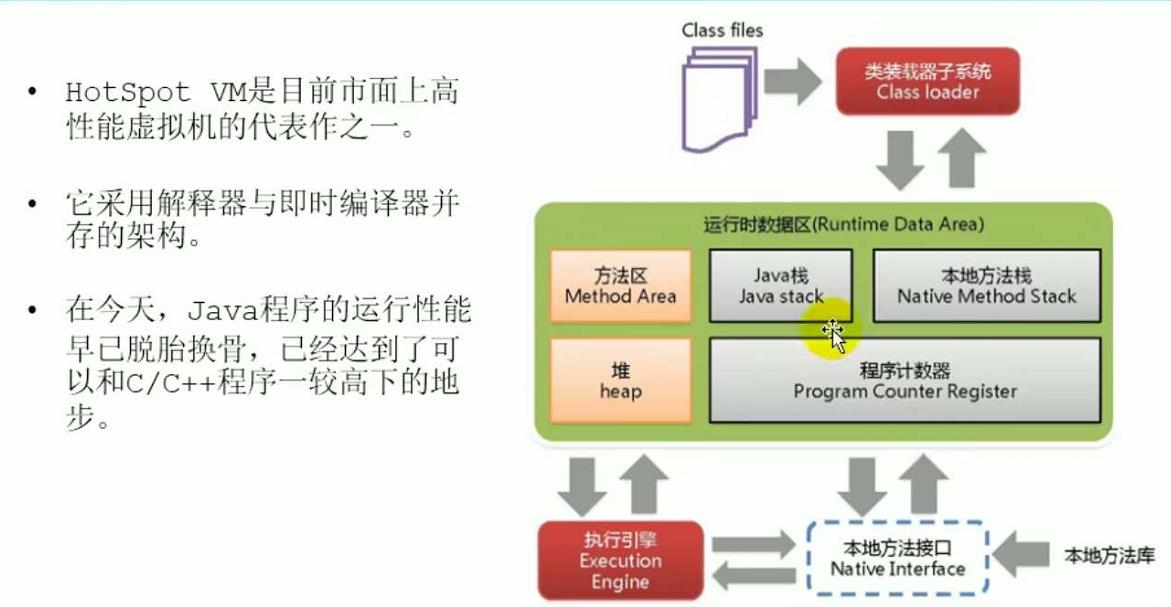 • HotSpot VM是目前市面上高
性能虚拟机的代表作之一。
• 它采用解释器与即时编译器并
存的架构。
• 在今天，Java程序的运行性能
早已脱胎换骨，已经达到了可
以和C/C++程序一较高下的地
步。
Class files
类装载器子系统
Class loader
运行时数据区(Runtime Data Area)
方法区
Method Area
Java栈
Java stack
本地方法栈
Native Method Stack
堆
heap
程序计数器
Program Counter Register
执行引擎
Execution
Engine
本地方法接口
Native Interface
本地方法库